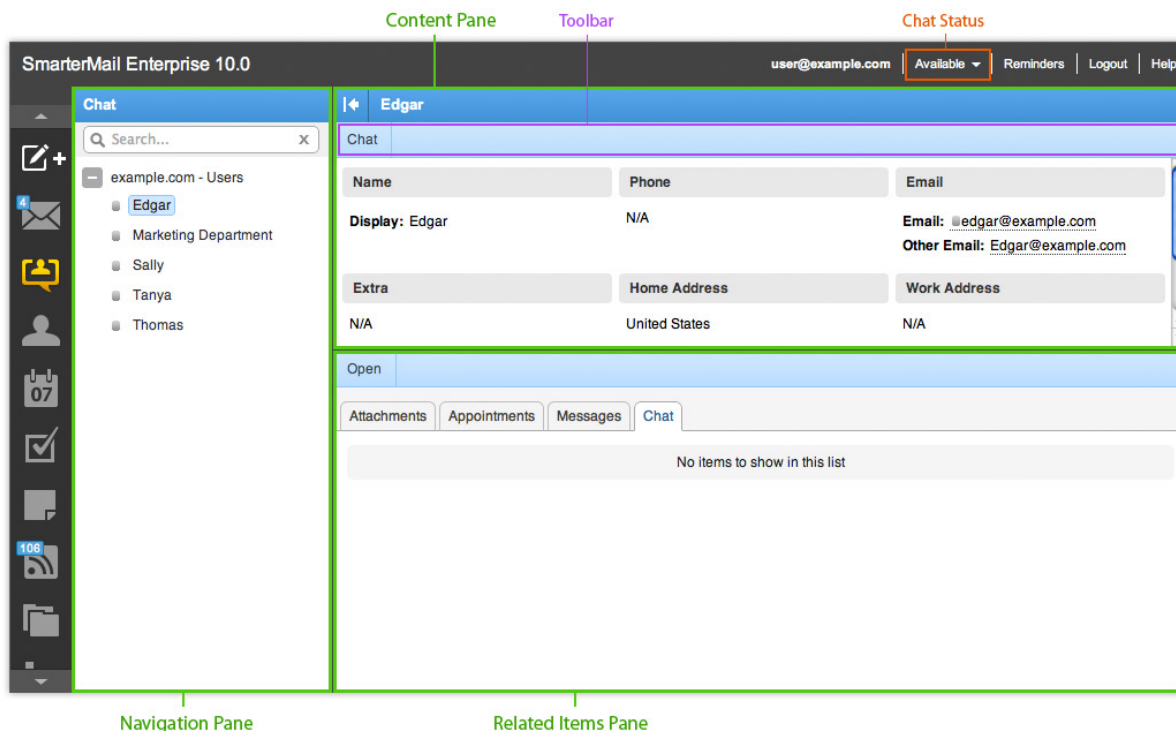 Content Pane Toolbar Chat Status
SmarterMail Enterprise 10.0 user@example.com Available Reminders Logout Help
Chat Edgar
Search... X Chat
example.com - Users Name Phone Email
Edgar Display: Edgar N/A Email: edgar@example.com
Marketing Department Other Email: Edgar@example.com
4
Sally
Tanya Extra Home Address Work Address
Thomas N/A United States N/A
Open
07
Attachments Appointments Messages Chat
No items to show in this list
106
Navigation Pane Related Items Pane